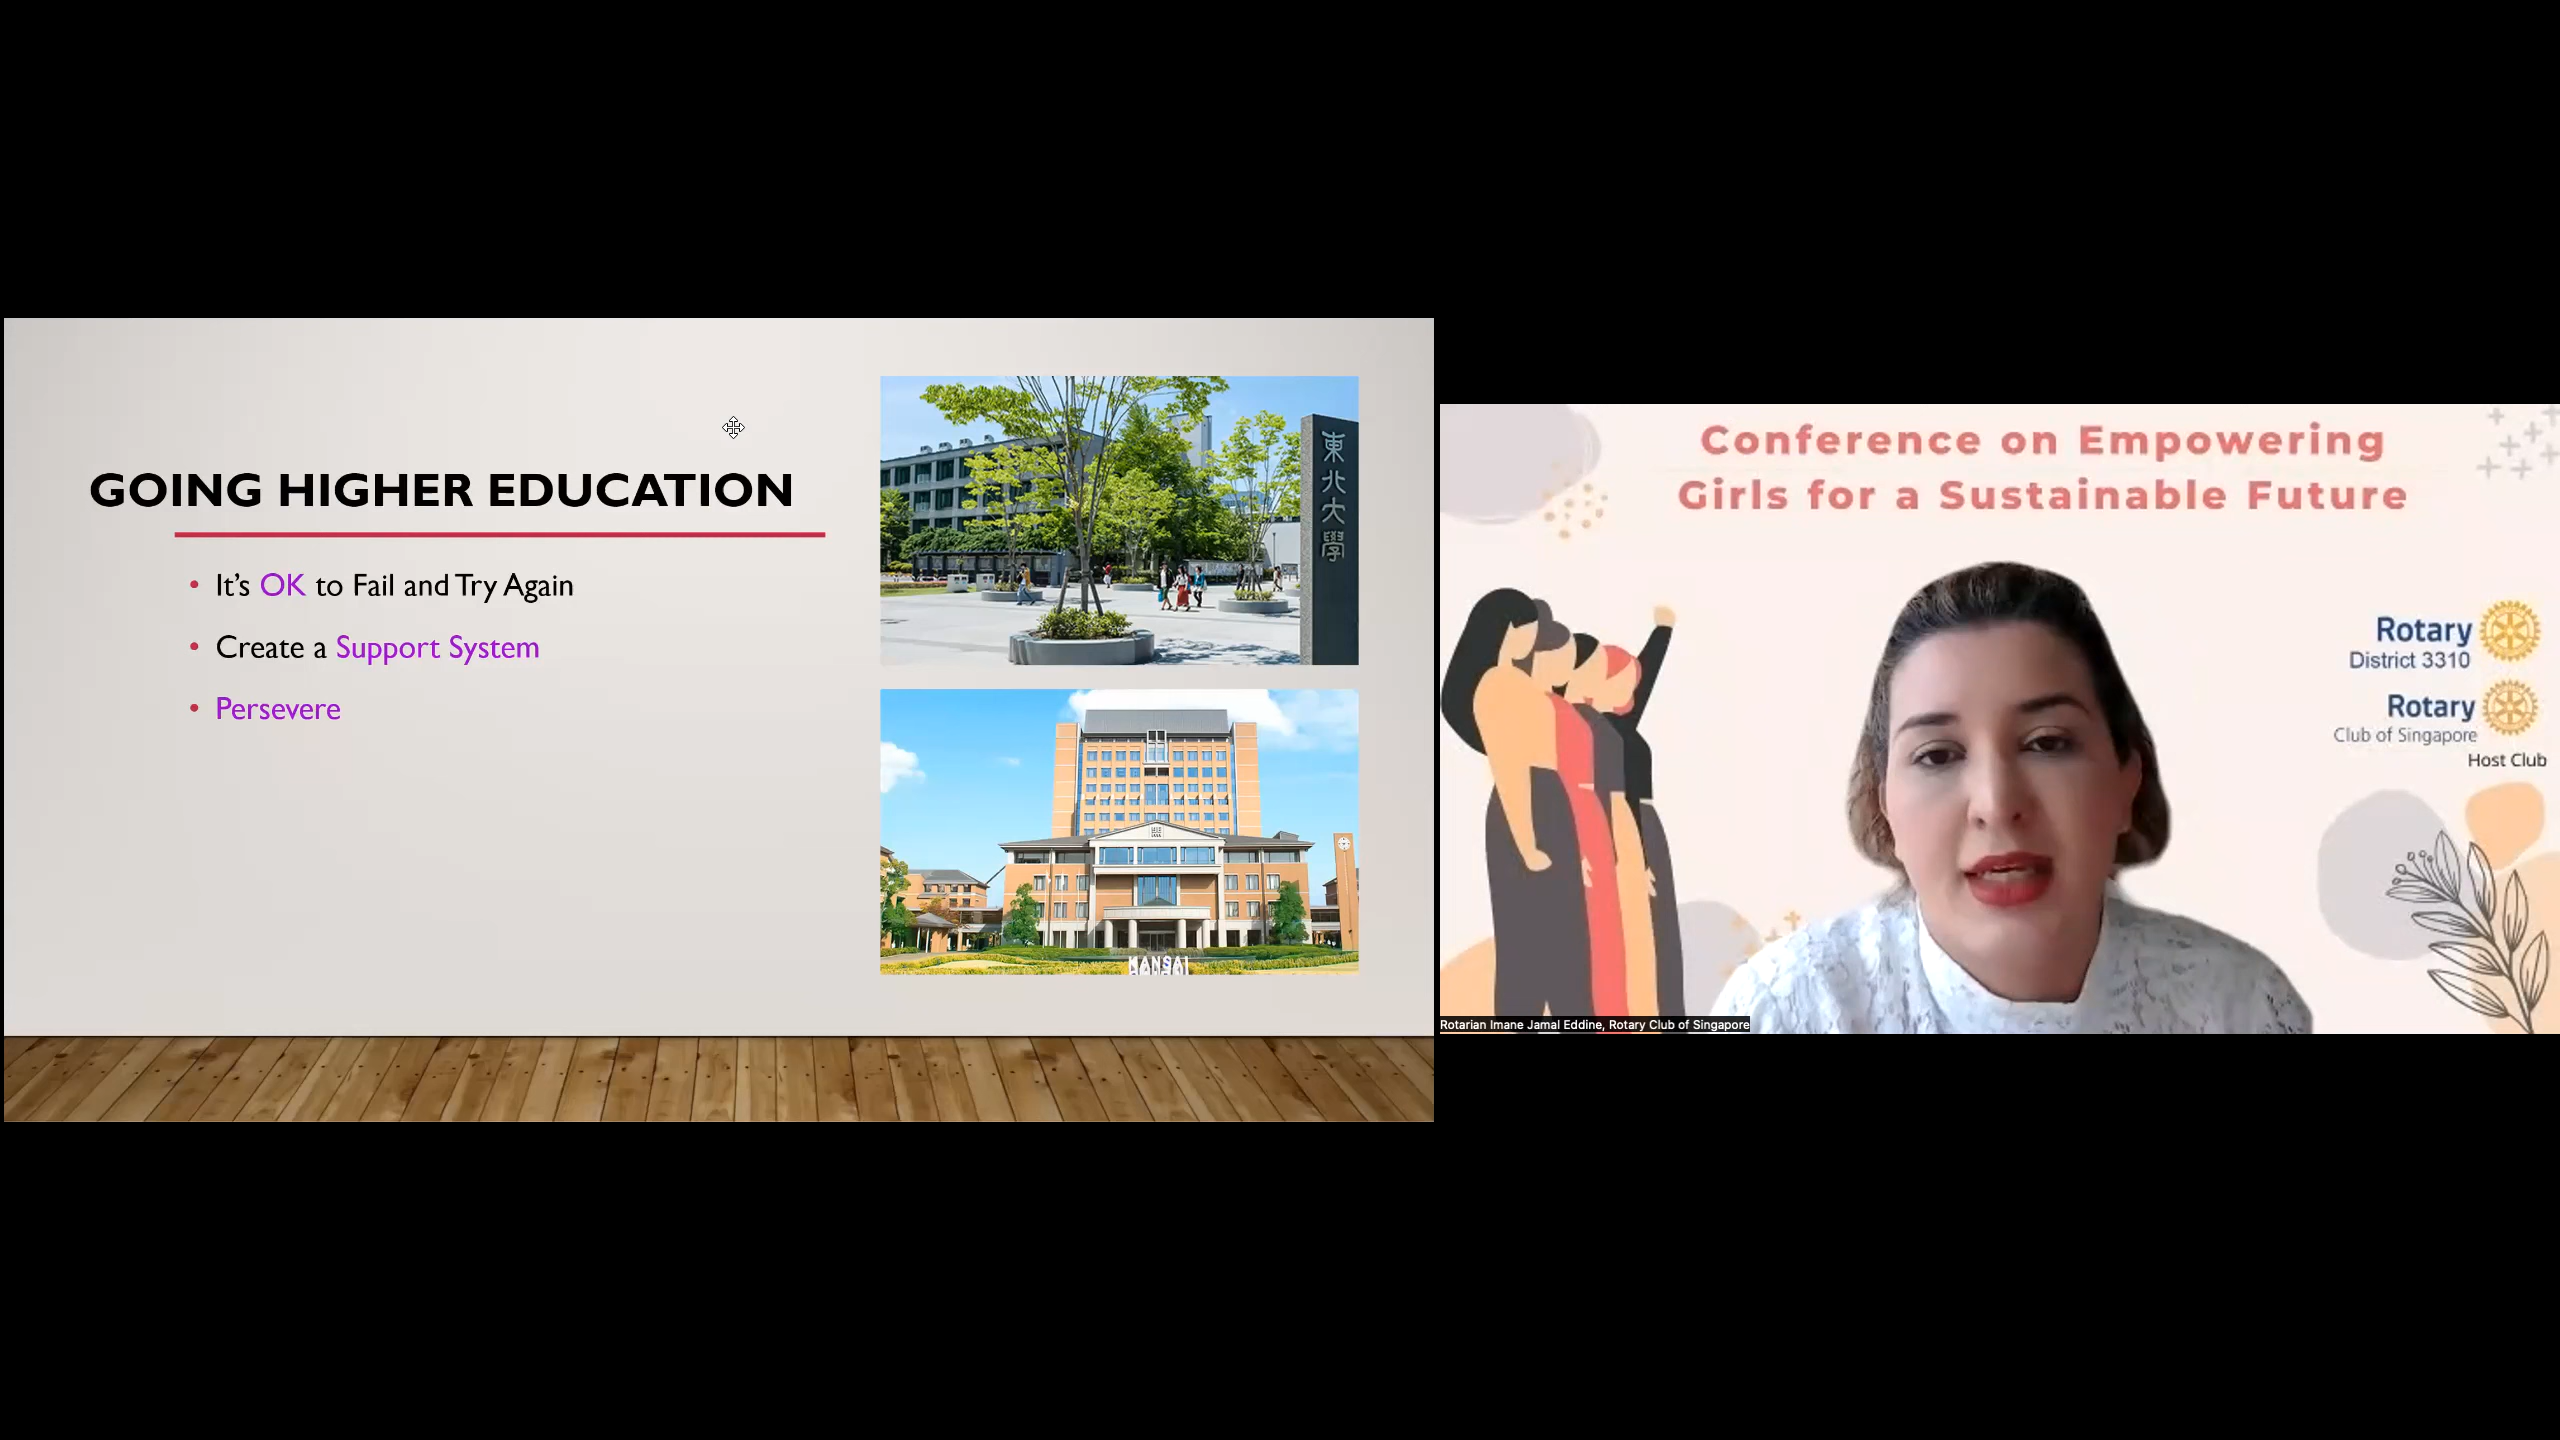 GOING HIGHER EDUCATION
It's OK to Fail and Try Again
Create a Support System
Persevere
東北大學
KANSAI
Conference on Empowering
Girls for a Sustainable Future
Rotary
District 3310
Rotary
Club of Singapore
Host Club
Rotarian Imane Jamal Eddine, Rotary Club of Singapore